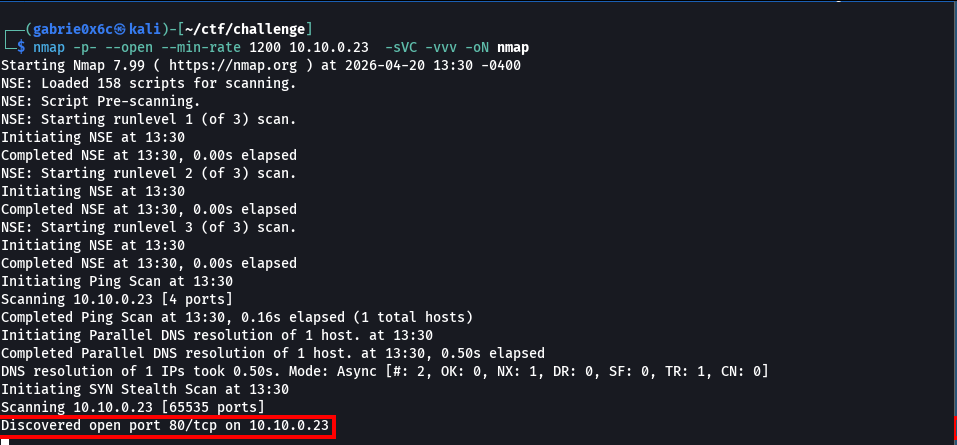 ┌──(gabrie0x6c㉿kali)-[~/ctf/challenge]
└─$ nmap -p- --open --min-rate 1200 10.10.0.23  -sVC -vvv -oN nmap
Starting Nmap 7.99 ( https://nmap.org ) at 2026-04-20 13:30 -0400
NSE: Loaded 158 scripts for scanning.
NSE: Script Pre-scanning.
NSE: Starting runlevel 1 (of 3) scan.
Initiating NSE at 13:30
Completed NSE at 13:30, 0.00s elapsed
NSE: Starting runlevel 2 (of 3) scan.
Initiating NSE at 13:30
Completed NSE at 13:30, 0.00s elapsed
NSE: Starting runlevel 3 (of 3) scan.
Initiating NSE at 13:30
Completed NSE at 13:30, 0.00s elapsed
Initiating Ping Scan at 13:30
Scanning 10.10.0.23 [4 ports]
Completed Ping Scan at 13:30, 0.16s elapsed (1 total hosts)
Initiating Parallel DNS resolution of 1 host. at 13:30
Completed Parallel DNS resolution of 1 host. at 13:30, 0.50s elapsed
DNS resolution of 1 IPs took 0.50s. Mode: Async [#: 2, OK: 0, NX: 1, DR: 0, SF: 0, TR: 1, CN: 0]
Initiating SYN Stealth Scan at 13:30
Scanning 10.10.0.23 [65535 ports]
Discovered open port 80/tcp on 10.10.0.23